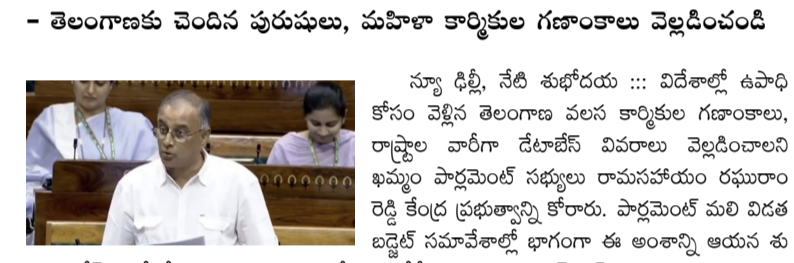 - తెలంగాణకు చెందిన పురుషులు, మహిళా కార్మికుల గణాంకాలు వెల్లడించండి
న్యూ ఢిల్లీ, నేటి శుభోదయ ::: విదేశాల్లో ఉపాధి
కోసం వెళ్లిన తెలంగాణ వలస కార్మికుల గణాంకాలు,
రాష్ట్రాల వారీగా డేటాబేస్ వివరాలు వెల్లడించాలని
ఖమ్మం పార్లమెంట్ సభ్యులు రామసహాయం రఘురాం
రెడ్డి కేంద్ర ప్రభుత్వాన్ని కోరారు. పార్లమెంట్ మలి విడత
బడ్జెట్ సమావేశాల్లో భాగంగా ఈ అంశాన్ని ఆయన శు